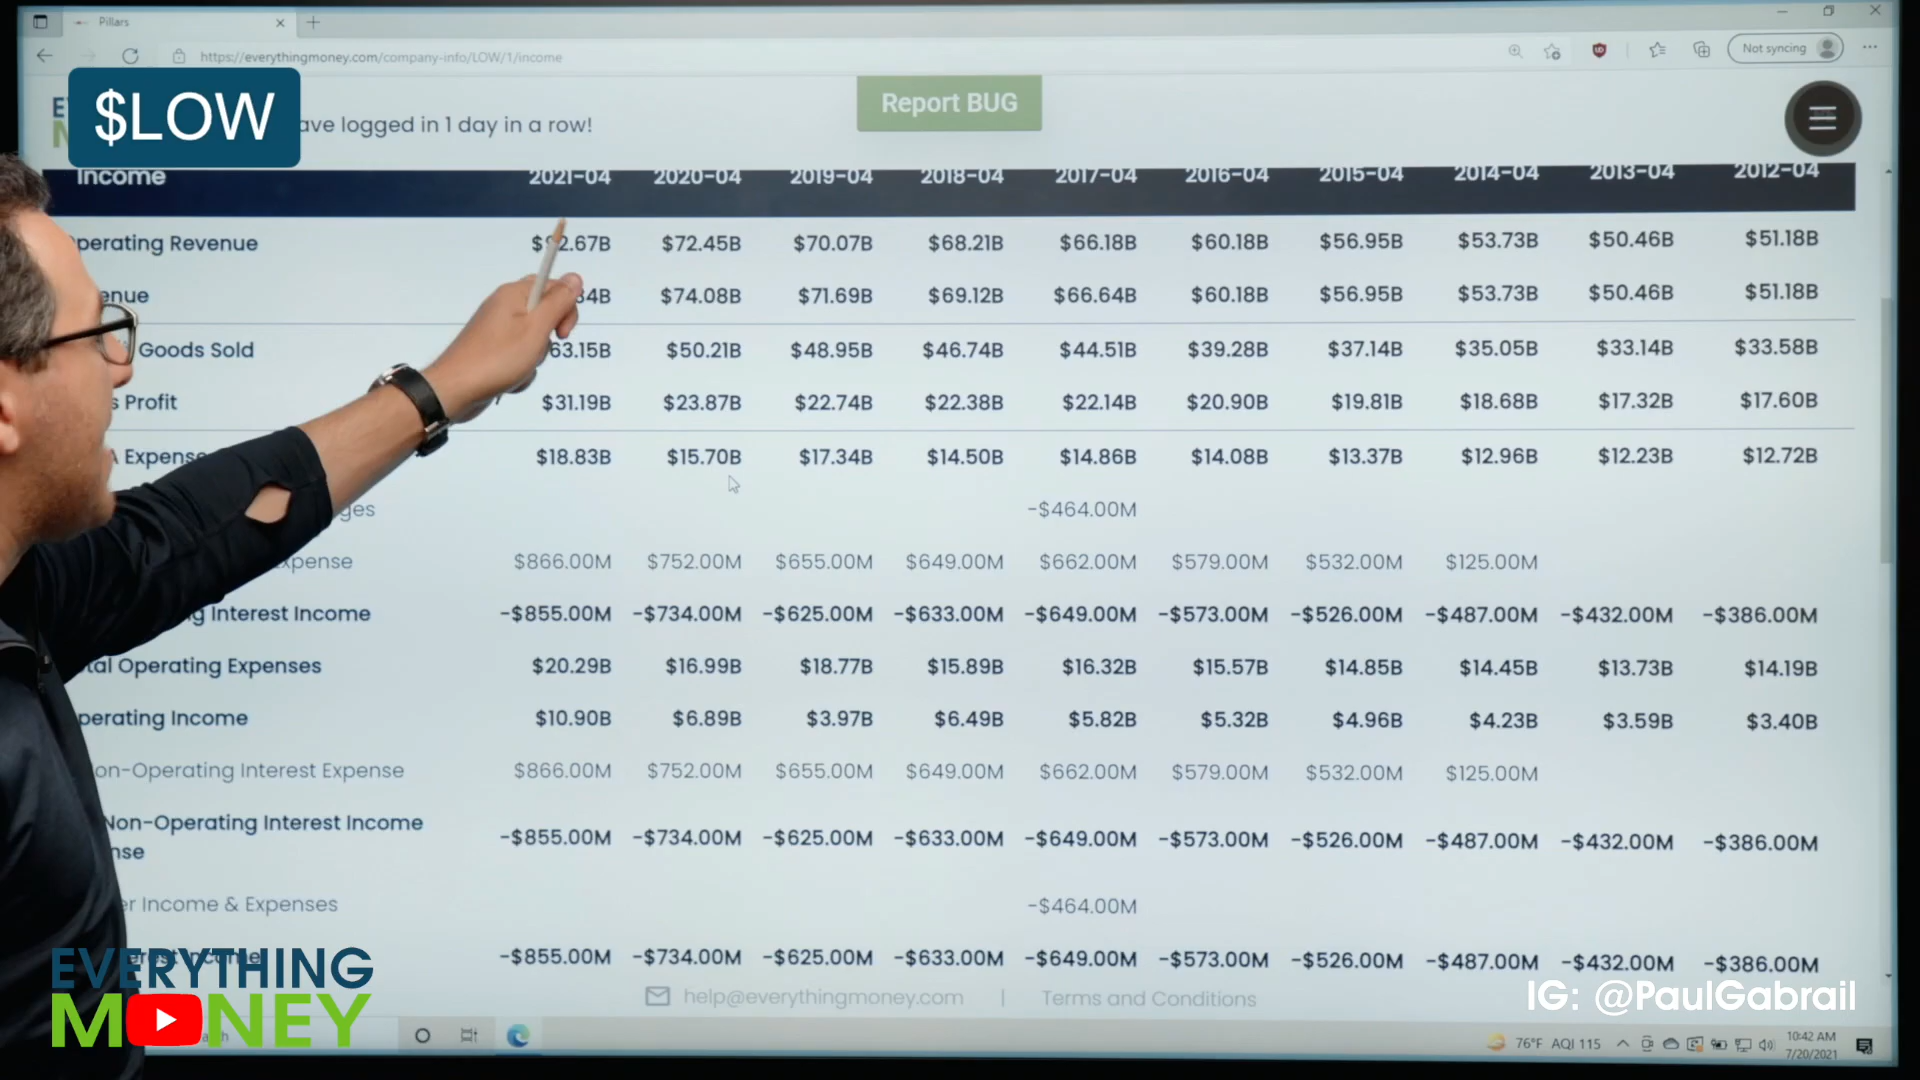 Pillars
https://everythingmoney.com/company-info/LOW/1/income
Not syncing
$LOW
ave logged in 1 day in a row!
Report BUG
Income 2021-04 2020-04 2019-04 2018-04 2017-04 2016-04 2015-04 2014-04 2013-04 2012-04
perating Revenue 2.67B $72.45B $70.07B $68.21B $66.18B $60.18B $56.95B $53.73B $50.46B $51.18B
enue 34B $74.08B $71.69B $69.12B $66.64B $60.18B $56.95B $53.73B $50.46B $51.18B
Goods Sold 63.15B $50.21B $48.95B $46.74B $44.51B $39.28B $37.14B $35.05B $33.14B $33.58B
s Profit $31.19B $23.87B $22.74B $22.38B $22.14B $20.90B $19.81B $18.68B $17.32B $17.60B
A Expense $18.83B $15.70B $17.34B $14.50B $14.86B $14.08B $13.37B $12.96B $12.23B $12.72B
ges -$464.00M
xpense $866.00M $752.00M $655.00M $649.00M $662.00M $579.00M $532.00M $125.00M
g Interest Income -$855.00M -$734.00M -$625.00M -$633.00M -$649.00M -$573.00M -$526.00M -$487.00M -$432.00M -$386.00M
tal Operating Expenses $20.29B $16.99B $18.77B $15.89B $16.32B $15.57B $14.85B $14.45B $13.73B $14.19B
perating Income $10.90B $6.89B $3.97B $6.49B $5.82B $5.32B $4.96B $4.23B $3.59B $3.40B
on-Operating Interest Expense $866.00M $752.00M $655.00M $649.00M $662.00M $579.00M $532.00M $125.00M
Non-Operating Interest Income
nse -$855.00M -$734.00M -$625.00M -$633.00M -$649.00M -$573.00M -$526.00M -$487.00M -$432.00M -$386.00M
er Income & Expenses -$464.00M
-$855.00M -$734.00M -$625.00M -$633.00M -$649.00M -$573.00M -$526.00M -$487.00M -$432.00M -$386.00M
EVERYTHING
MONEY
help@everythingmoney.com | Terms and Conditions
IG: @PaulGabrail
76°F AQI 115
10:42 AM
7/20/2021